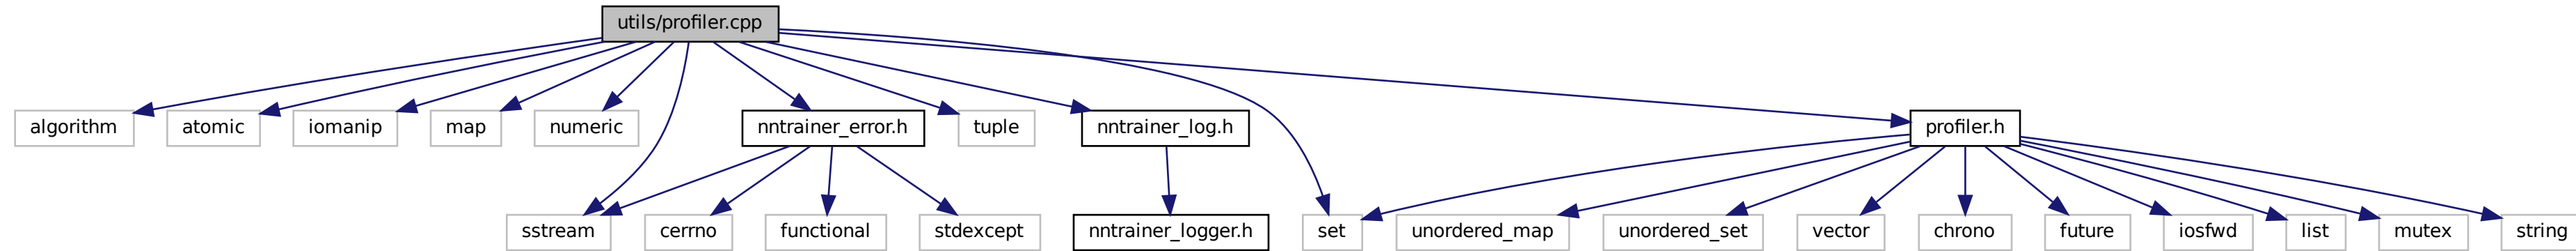 utils/profiler.cpp
algorithm
atomic
iomanip
map
numeric
nntrainer_error.h
tuple
nntrainer_log.h
profiler.h
sstream
cerrno
functional
stdexcept
nntrainer_logger.h
set
unordered_map
unordered_set
vector
chrono
future
iosfwd
list
mutex
string